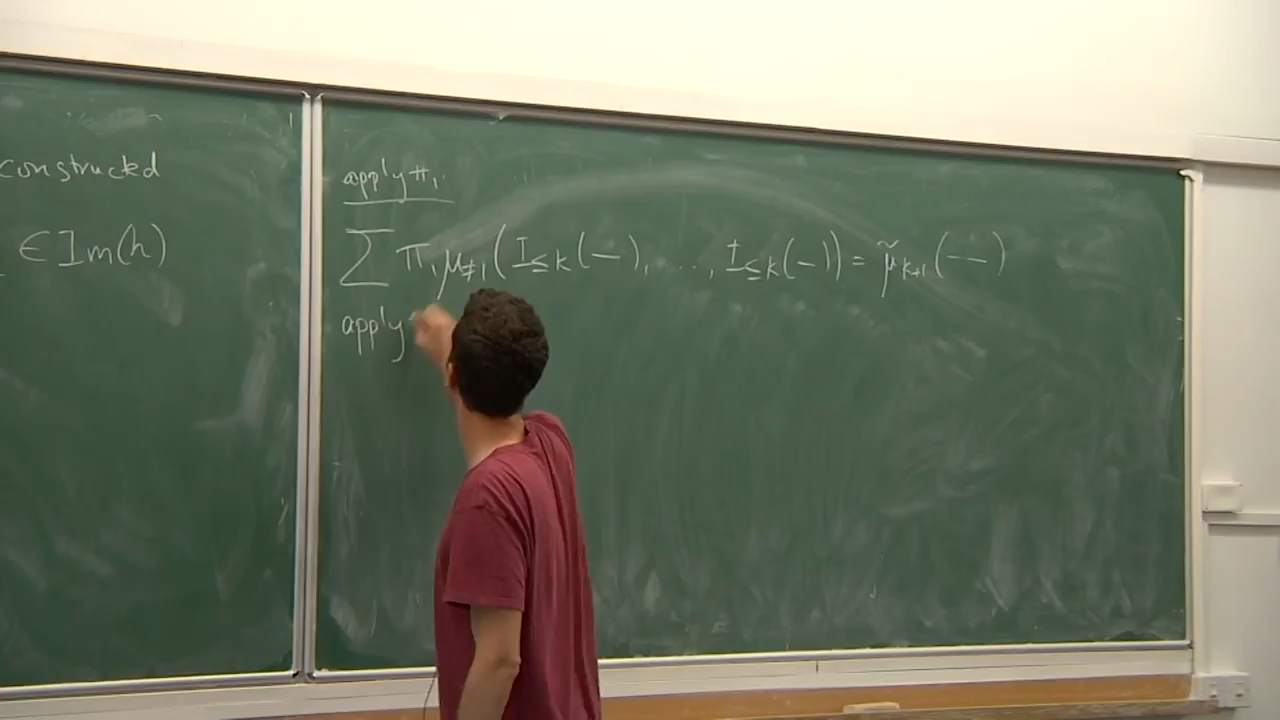 constructed
∈ Im(h)
apply π₁
∑ π₁ μ≠₁ ( I≤k(—), ..., I≤k(—)) = μ̃ₖ₊₁(—)
apply